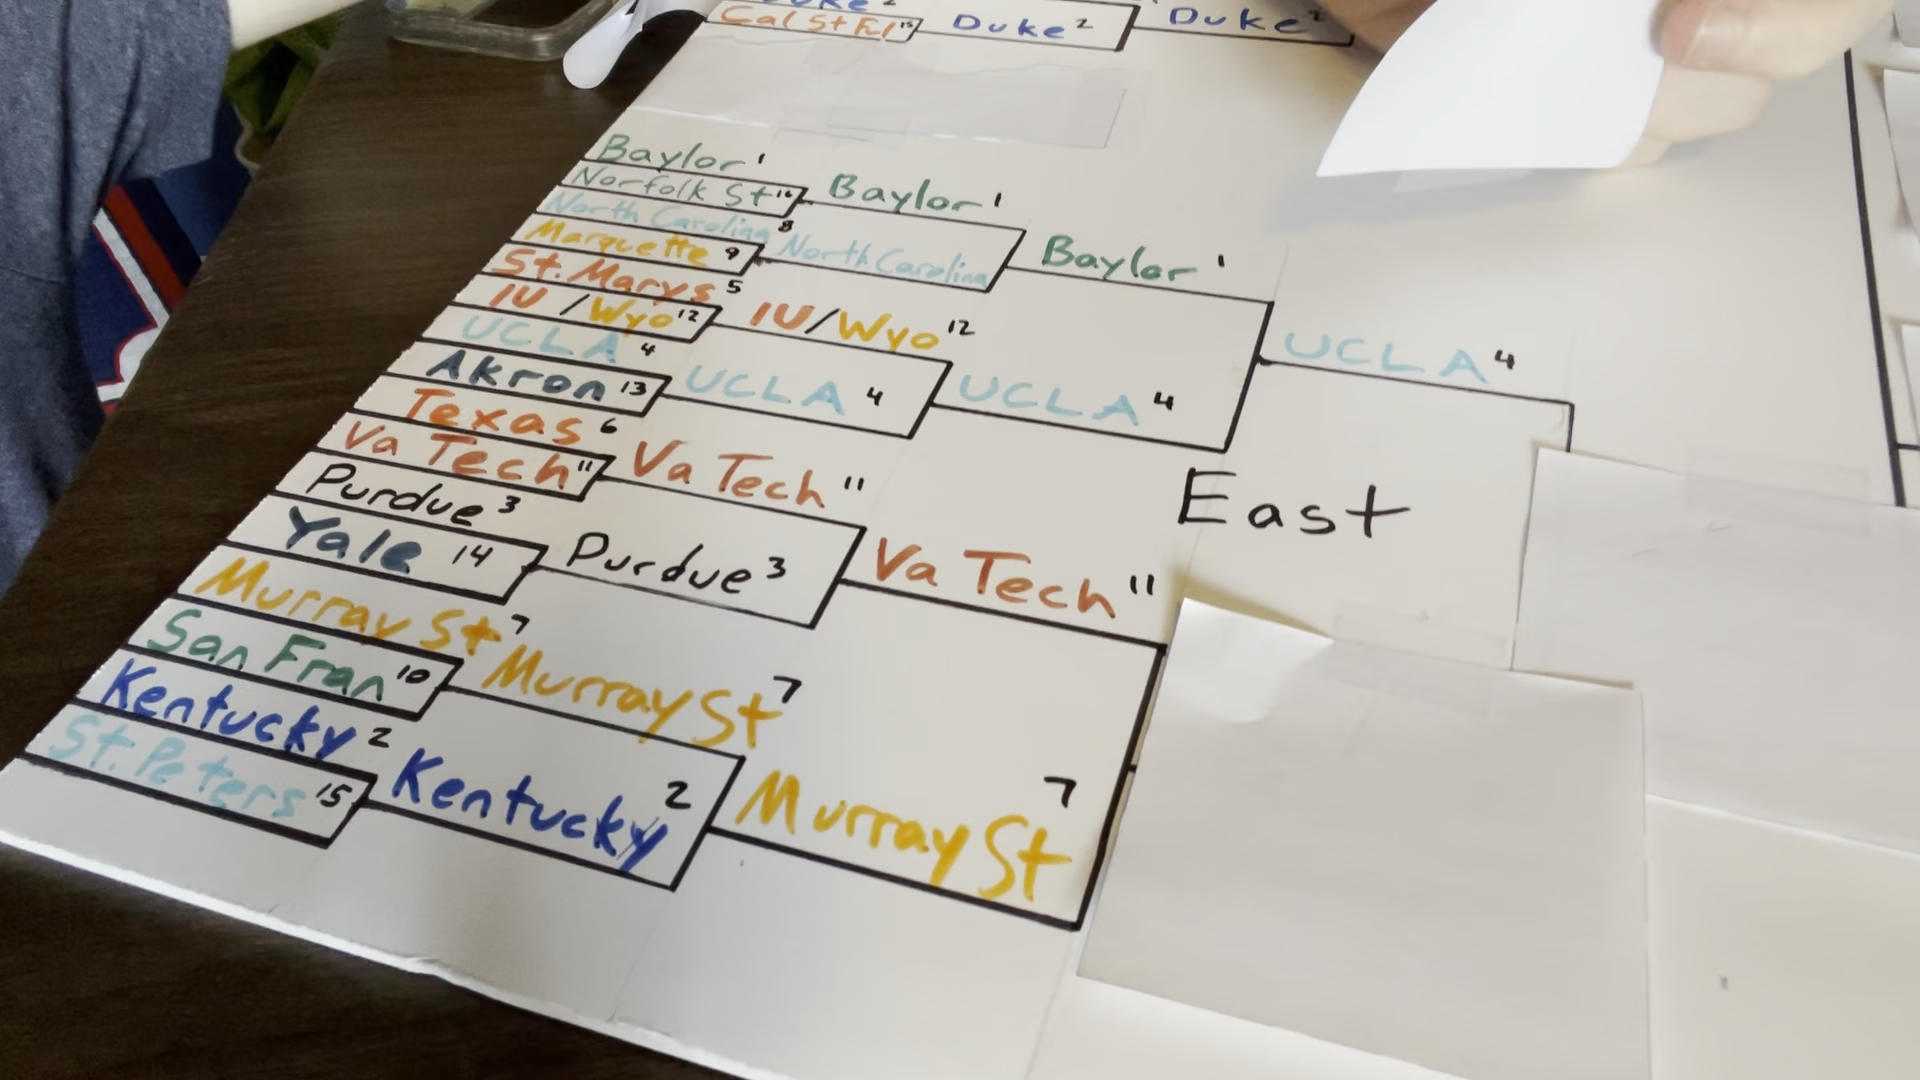 Duke 2
Cal St Ful 15
Duke 2
Duke 2
Baylor 1
Norfolk St 16
North Carolina 8
Marquette 9
St. Marys 5
IU / Wyo 12
UCLA 4
Akron 13
Texas 6
Va Tech 11
Purdue 3
Yale 14
Murray St 7
San Fran 10
Kentucky 2
St. Peters 15
Baylor 1
North Carolina
IU/Wyo 12
UCLA 4
Va Tech 11
Purdue 3
Murray St 7
Kentucky 2
Baylor 1
UCLA 4
Va Tech 11
Murray St 7
UCLA 4
East